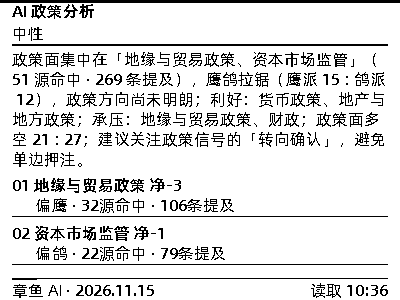 AI 政策分析
中性
政策面集中在「地缘与贸易政策、资本市场监管」（
51 源命中 · 269 条提及），鹰鸽拉锯（鹰派 15：鸽派
12），政策方向尚未明朗；利好：货币政策、地产与
地方政策；承压：地缘与贸易政策、财政；政策面多
空 21：27；建议关注政策信号的「转向确认」，避免
单边押注。
01 地缘与贸易政策 净-3
偏鹰 · 32源命中 · 106条提及
02 资本市场监管 净-1
偏鸽 · 22源命中 · 79条提及
章鱼 AI · 2026.11.15 读取 10:36